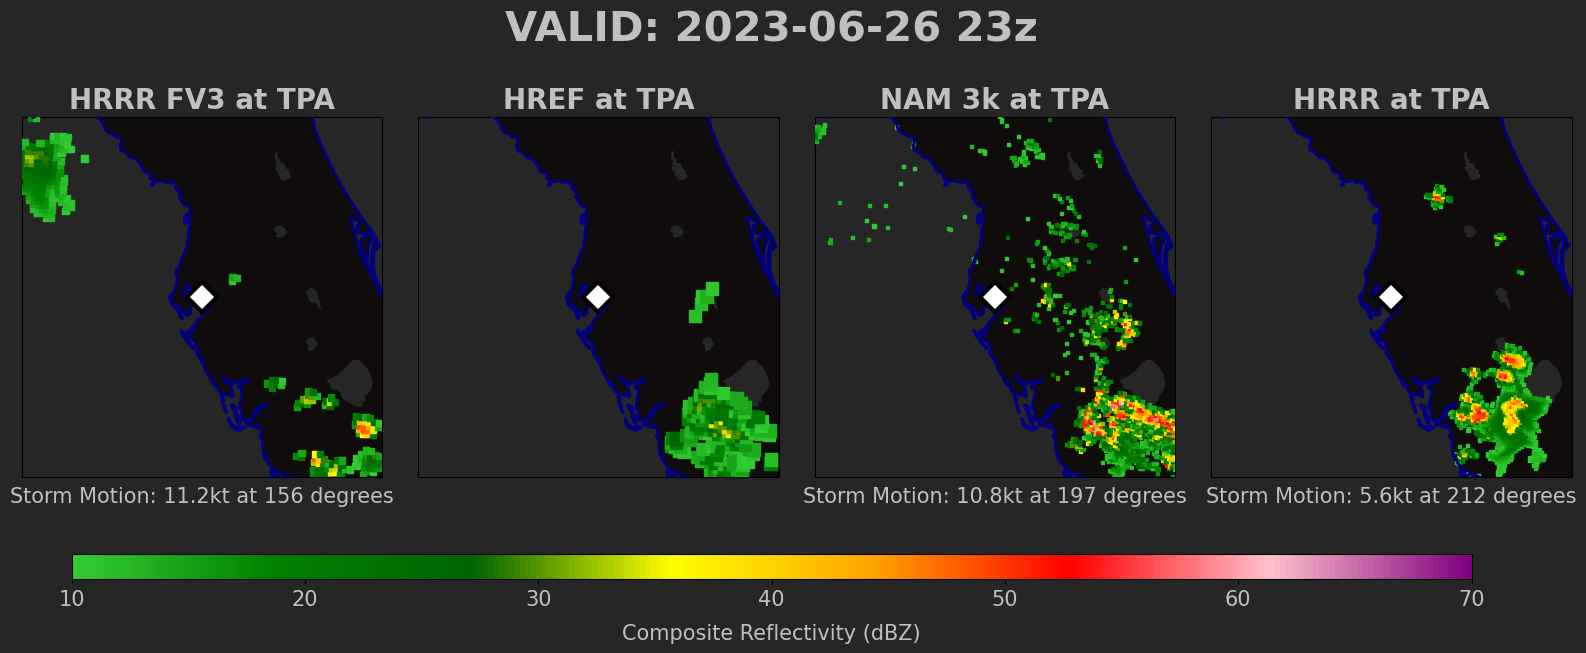 VALID: 2023-06-26 23z
HRRR FV3 at TPA
HREF at TPA
NAM 3k at TPA
HRRR at TPA
Storm Motion: 11.2kt at 156 degrees
Storm Motion: 10.8kt at 197 degrees
Storm Motion: 5.6kt at 212 degrees
10 20 30 40 50 60 70
Composite Reflectivity (dBZ)